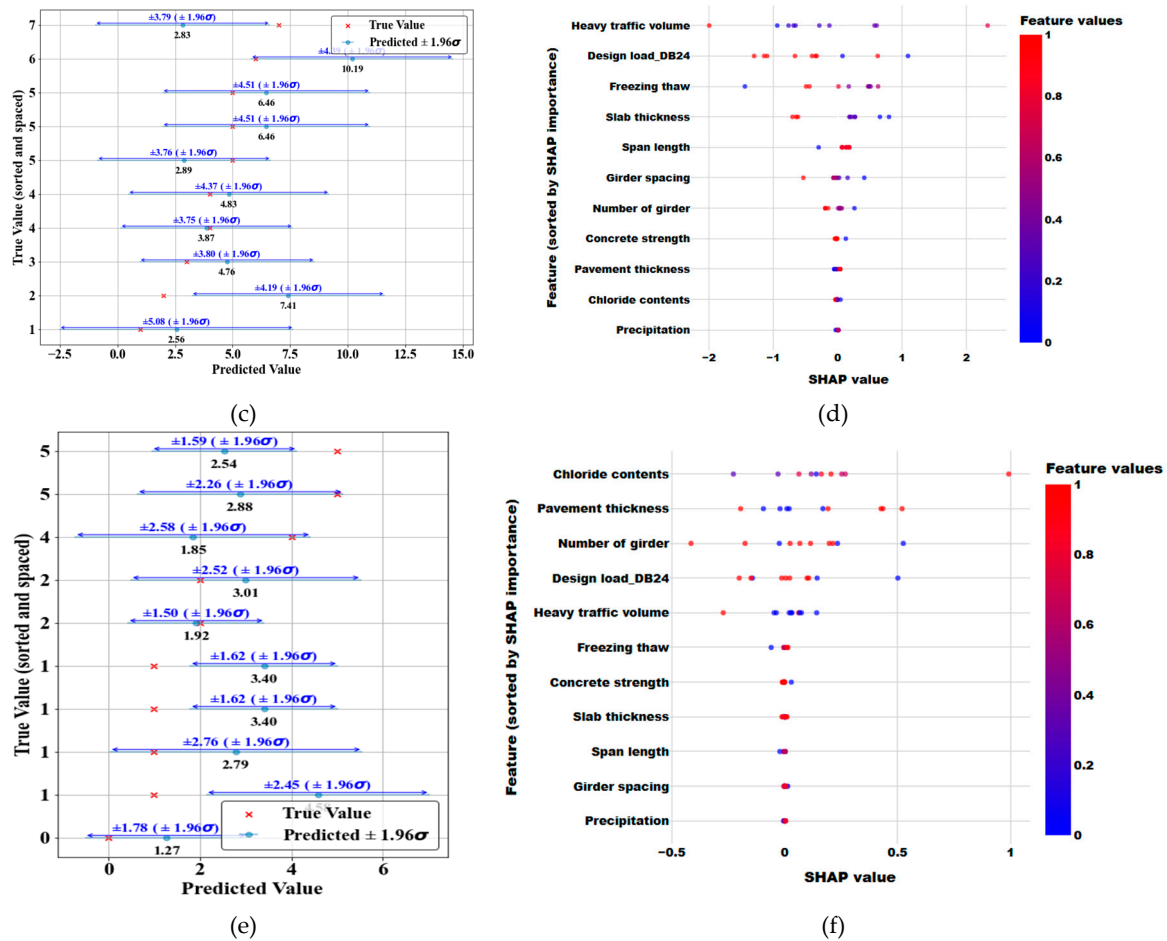 True Value (sorted and spaced)
7
6
5
5
5
4
4
3
2
1
±3.79 (± 1.96σ)
2.83
True Value
Predicted ± 1.96σ
10.19
±4.51 (± 1.96σ)
6.46
±4.51 (± 1.96σ)
6.46
±3.76 (± 1.96σ)
2.89
±4.37 (± 1.96σ)
4.83
±3.75 (± 1.96σ)
3.87
±3.80 (± 1.96σ)
4.76
±4.19 (± 1.96σ)
7.41
±5.08 (± 1.96σ)
2.56
−2.5 0.0 2.5 5.0 7.5 10.0 12.5 15.0
Predicted Value
(c)
Feature (sorted by SHAP importance)
Heavy traffic volume
Design load_DB24
Freezing thaw
Slab thickness
Span length
Girder spacing
Number of girder
Concrete strength
Pavement thickness
Chloride contents
Precipitation
−2 −1 0 1 2
SHAP value
Feature values
1
0.8
0.6
0.4
0.2
0
(d)
True Value (sorted and spaced)
5
5
4
2
2
1
1
1
1
0
±1.59 (± 1.96σ)
2.54
±2.26 (± 1.96σ)
2.88
±2.58 (± 1.96σ)
1.85
±2.52 (± 1.96σ)
3.01
±1.50 (± 1.96σ)
1.92
±1.62 (± 1.96σ)
3.40
±1.62 (± 1.96σ)
3.40
±2.76 (± 1.96σ)
2.79
±2.45 (± 1.96σ)
±1.78 (± 1.96σ)
1.27
True Value
Predicted ± 1.96σ
0 2 4 6
Predicted Value
(e)
Feature (sorted by SHAP importance)
Chloride contents
Pavement thickness
Number of girder
Design load_DB24
Heavy traffic volume
Freezing thaw
Concrete strength
Slab thickness
Span length
Girder spacing
Precipitation
−0.5 0 0.5 1
SHAP value
Feature values
1
0.8
0.6
0.4
0.2
0
(f)